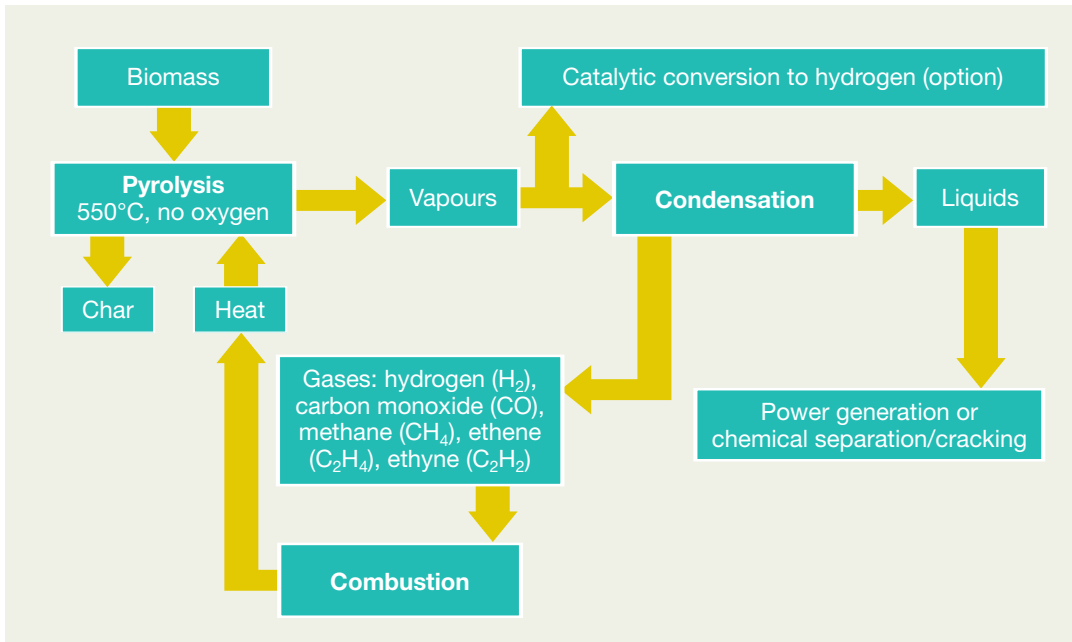 Biomass
Catalytic conversion to hydrogen (option)
Pyrolysis
550°C, no oxygen
Vapours
Condensation
Liquids
Char
Heat
Gases: hydrogen (H₂),
carbon monoxide (CO),
methane (CH₄), ethene
(C₂H₄), ethyne (C₂H₂)
Power generation or
chemical separation/cracking
Combustion